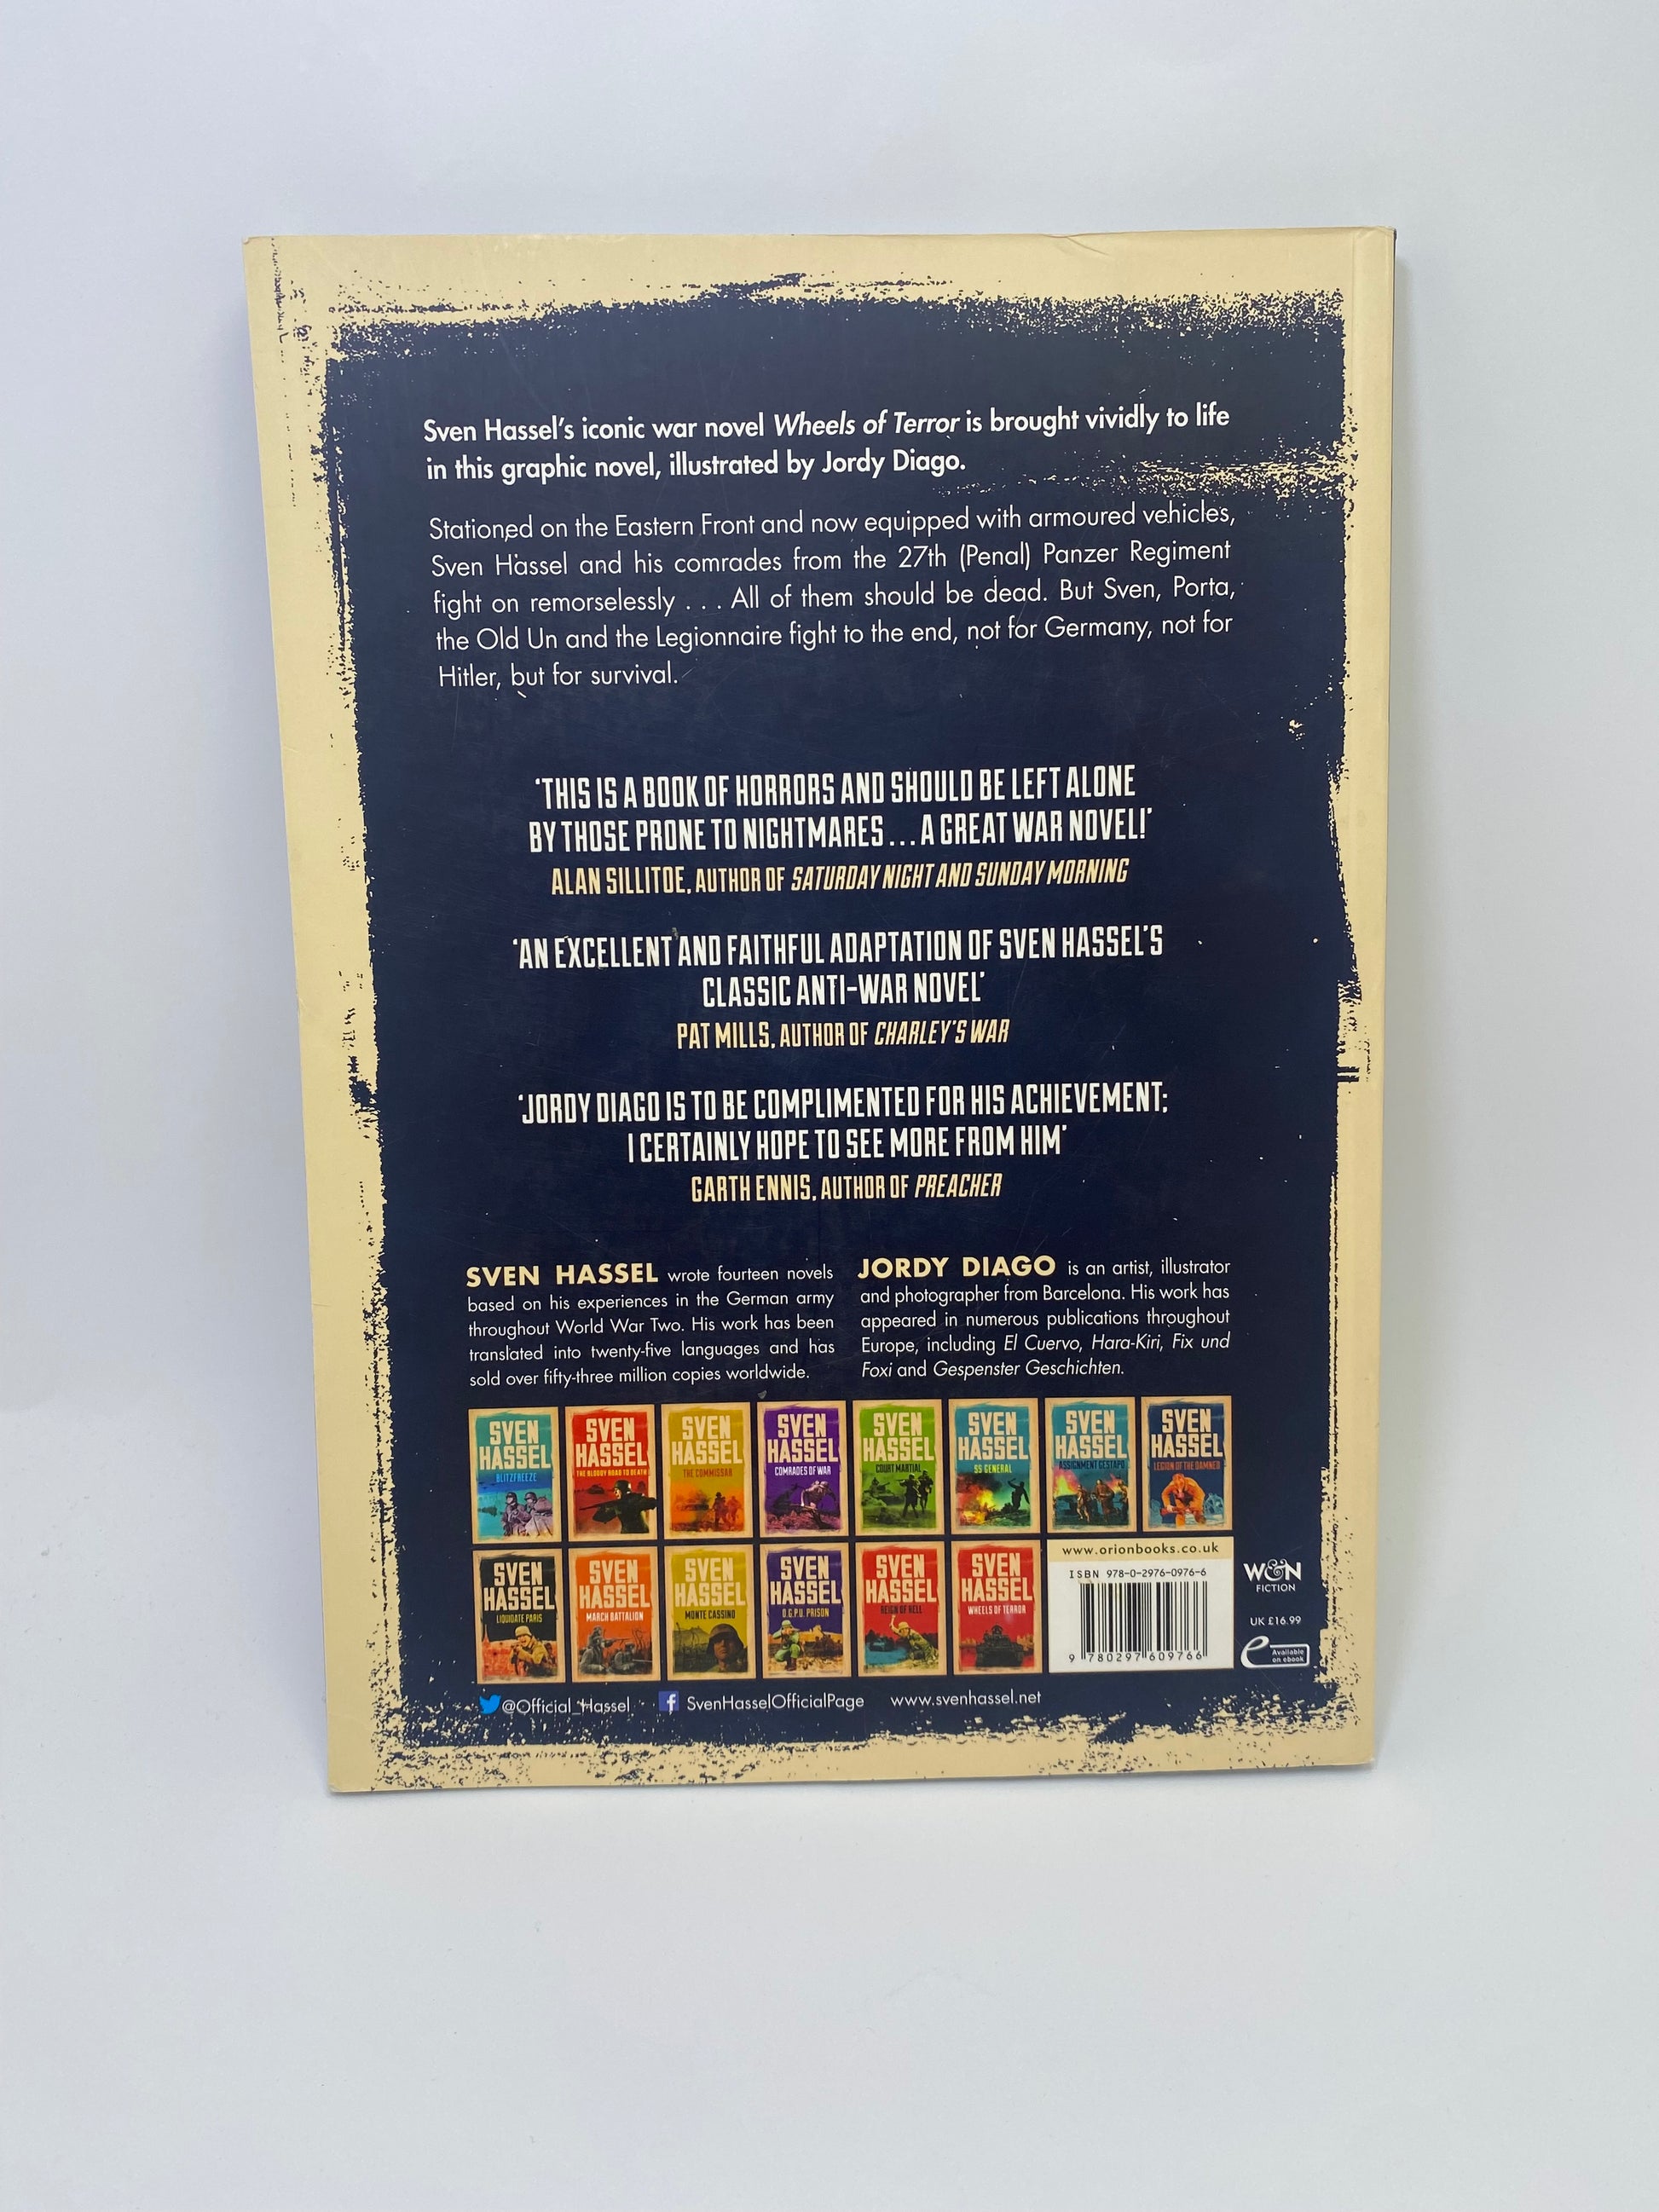 Sven Hassel's iconic war novel Wheels of Terror is brought vividly to life
in this graphic novel, illustrated by Jordy Diago.
Stationed on the Eastern Front and now equipped with armoured vehicles,
Sven Hassel and his comrades from the 27th (Penal) Panzer Regiment
fight on remorselessly . . . All of them should be dead. But Sven, Porta,
the Old Un and the Legionnaire fight to the end, not for Germany, not for
Hitler, but for survival.
'THIS IS A BOOK OF HORRORS AND SHOULD BE LEFT ALONE
BY THOSE PRONE TO NIGHTMARES . . . A GREAT WAR NOVEL!'
ALAN SILLITOE, AUTHOR OF SATURDAY NIGHT AND SUNDAY MORNING
'AN EXCELLENT AND FAITHFUL ADAPTATION OF SVEN HASSEL'S
CLASSIC ANTI-WAR NOVEL'
PAT MILLS, AUTHOR OF CHARLEY'S WAR
'JORDY DIAGO IS TO BE COMPLIMENTED FOR HIS ACHIEVEMENT;
I CERTAINLY HOPE TO SEE MORE FROM HIM'
GARTH ENNIS, AUTHOR OF PREACHER
SVEN HASSEL wrote fourteen novels
based on his experiences in the German army
throughout World War Two. His work has been
translated into twenty-five languages and has
sold over fifty-three million copies worldwide.
JORDY DIAGO is an artist, illustrator
and photographer from Barcelona. His work has
appeared in numerous publications throughout
Europe, including El Cuervo, Hara-Kiri, Fix und
Foxi and Gespenster Geschichten.
SVEN
HASSEL
BLITZFREEZE
SVEN
HASSEL
THE BLOODY ROAD TO DEATH
SVEN
HASSEL
THE COMMISSAR
SVEN
HASSEL
COMRADES OF WAR
SVEN
HASSEL
COURT MARTIAL
SVEN
HASSEL
SS GENERAL
SVEN
HASSEL
ASSIGNMENT GESTAPO
SVEN
HASSEL
LEGION OF THE DAMNED
SVEN
HASSEL
LIQUIDATE PARIS
SVEN
HASSEL
MARCH BATTALION
SVEN
HASSEL
MONTE CASSINO
SVEN
HASSEL
O.G.P.U. PRISON
SVEN
HASSEL
REIGN OF HELL
SVEN
HASSEL
WHEELS OF TERROR
www.orionbooks.co.uk
ISBN 978-0-2976-0976-6
9 780297 609766
W&N
FICTION
UK £16.99
e Available
on ebook
@Official_Hassel
f SvenHasselOfficialPage
www.svenhassel.net